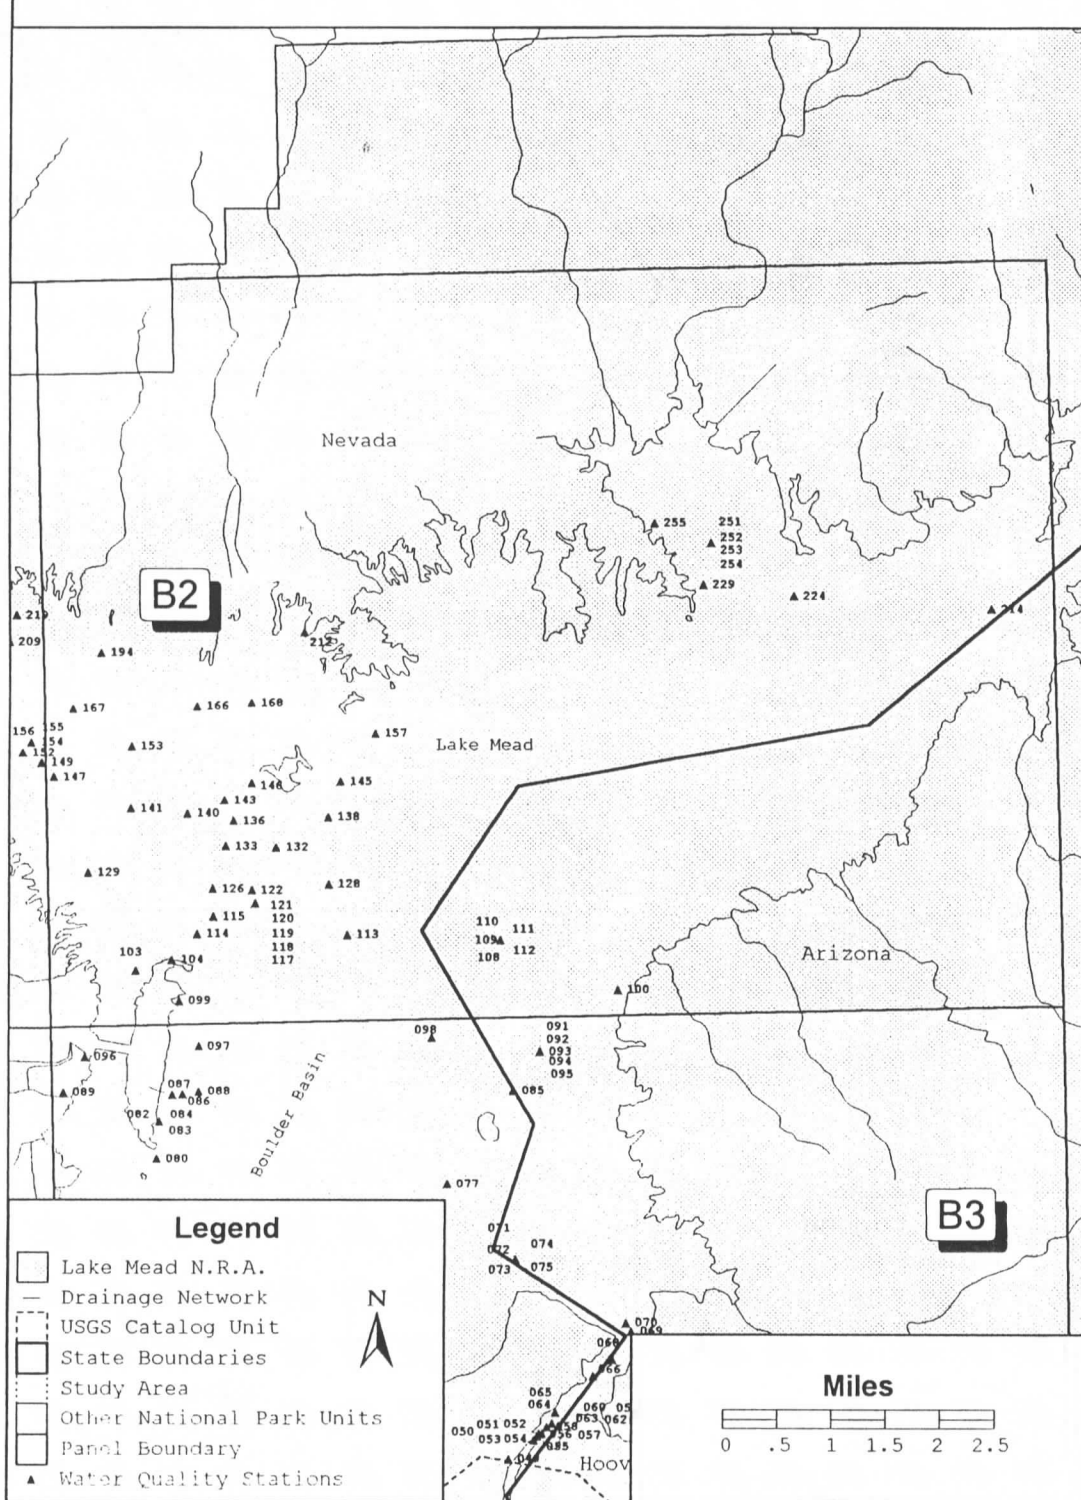 Nevada
255 251
252
253
254
B2
229
224
219
214
209
212
194
168
167 166
155
156 157
154 153 Lake Mead
152
149
147 146 145
143
141 140 138
136
133 132
129
128
126 122
121
115 120 110
119 111
114 113 109
118 112
103 117 108
104 Arizona
100
099
098 091
092
097 093
096 094
095
087 088 085
089 086
082 084
083
Boulder Basin
080
077
B3
071
072 074
073 075
070
069
068
066
065
064 060
063 062
051 052 058
050 056 057
053 054 055
Hoov
Legend
Lake Mead N.R.A.
Drainage Network
USGS Catalog Unit
State Boundaries
Study Area
Other National Park Units
Panel Boundary
Water Quality Stations
N
Miles
0 .5 1 1.5 2 2.5